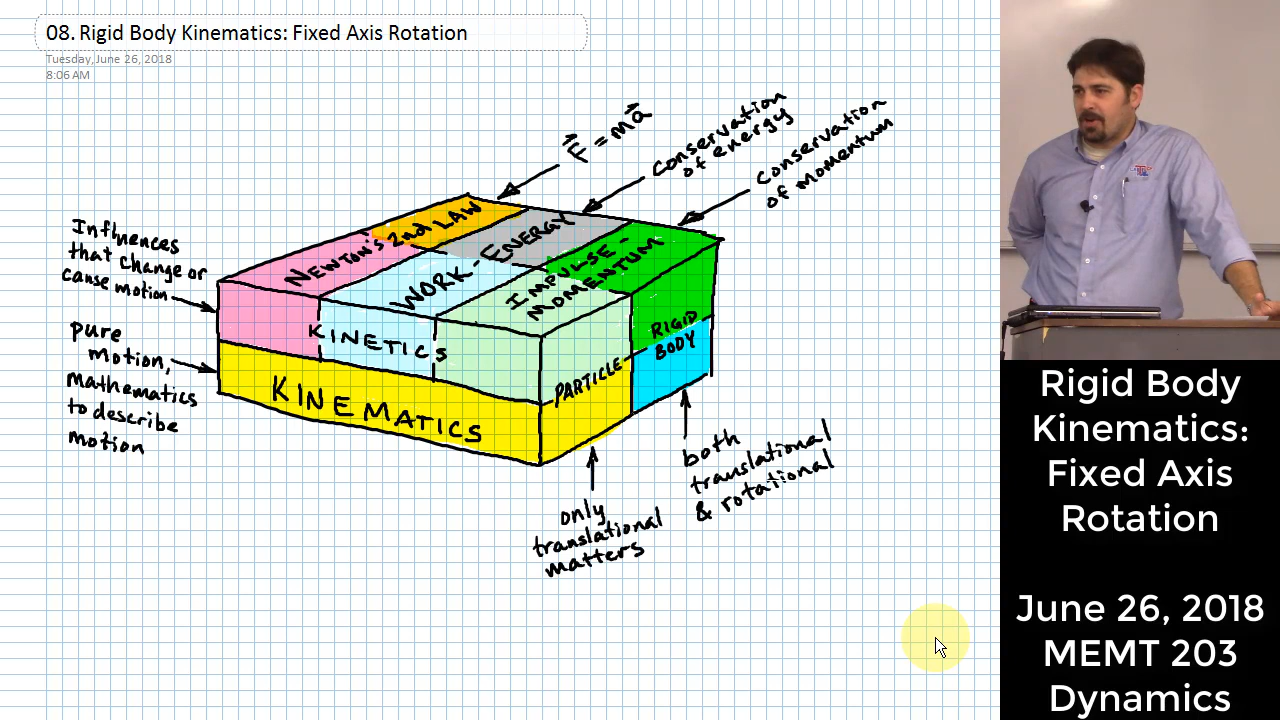 08. Rigid Body Kinematics: Fixed Axis Rotation
Tuesday, June 26, 2018
8:06 AM
F = ma
conservation
of energy
conservation
of momentum
Influences
that change or
cause motion
pure
motion,
mathematics
to describe
motion
NEWTON'S 2nd LAW
WORK-ENERGY
IMPULSE-
MOMENTUM
KINETICS
KINEMATICS
PARTICLE
RIGID
BODY
only
translational
matters
both
translational
& rotational
Rigid Body
Kinematics:
Fixed Axis
Rotation
June 26, 2018
MEMT 203
Dynamics